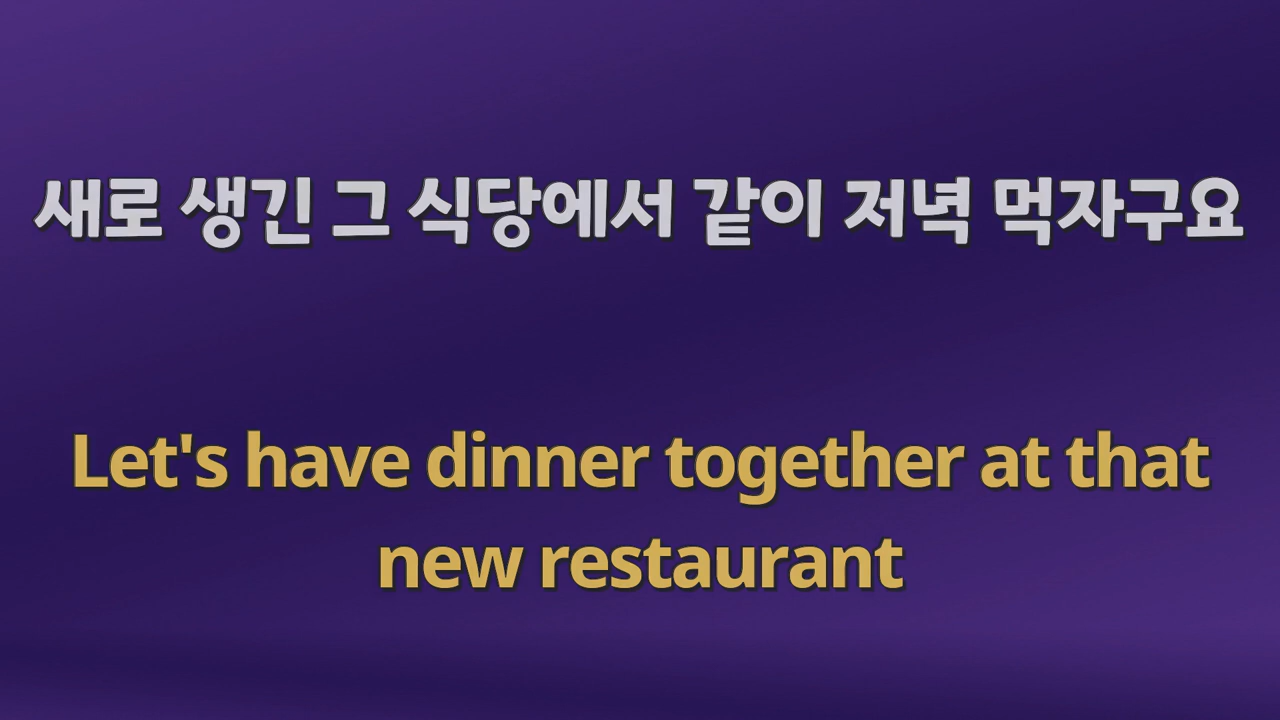 새로 생긴 그 식당에서 같이 저녁 먹자구요
Let's have dinner together at that
new restaurant